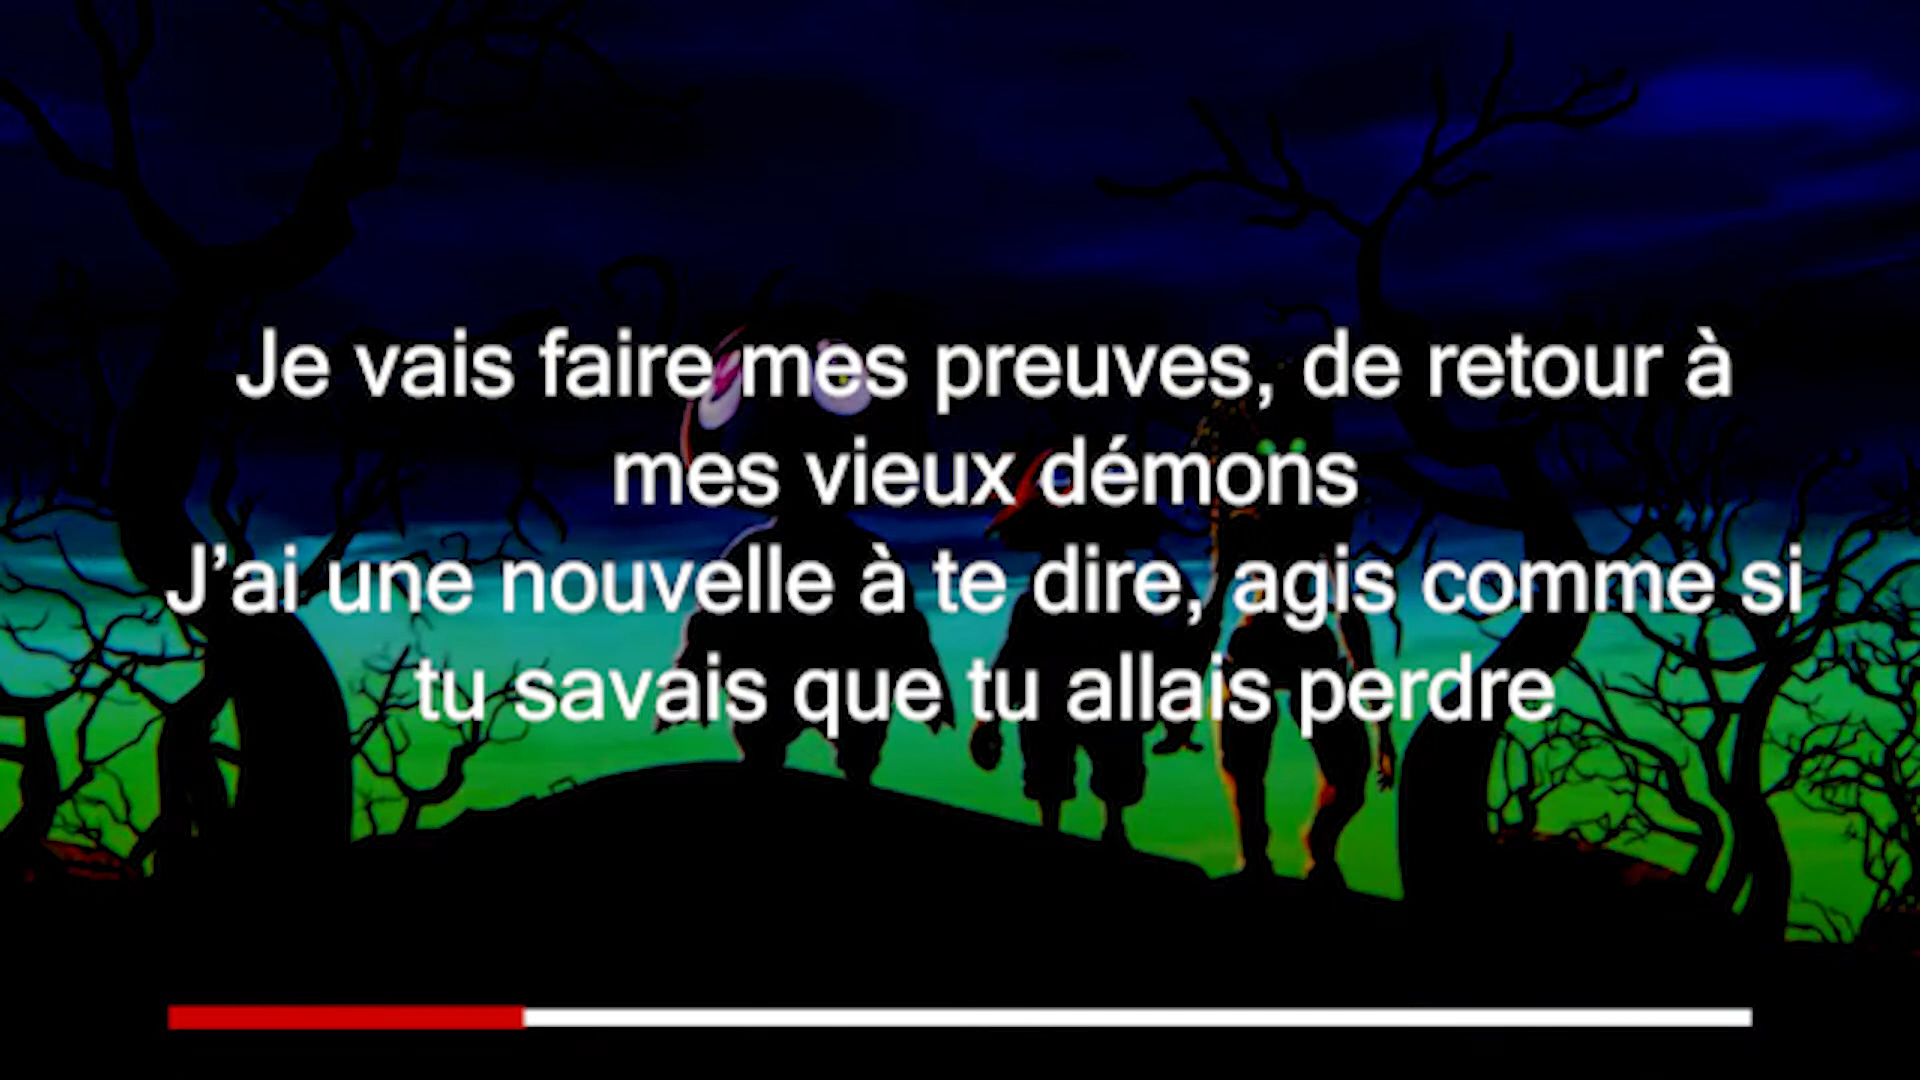 Je vais faire mes preuves, de retour à
mes vieux démons
J’ai une nouvelle à te dire, agis comme si
tu savais que tu allais perdre